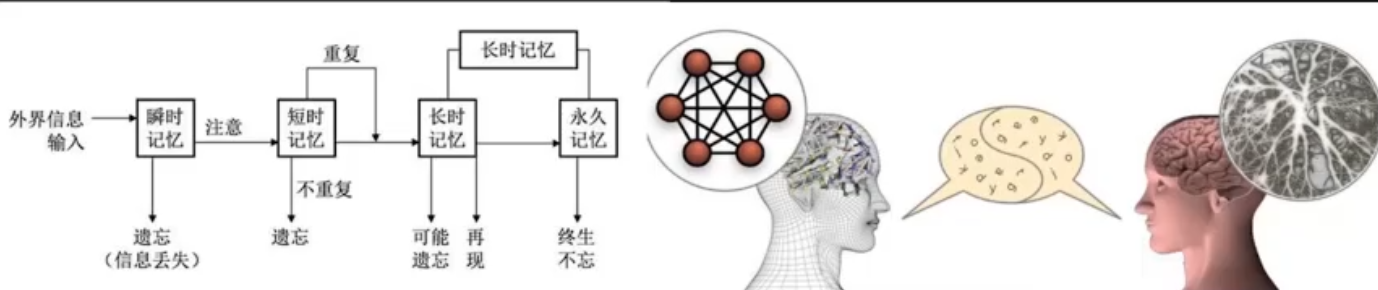 长时记忆
重复
外界信息
输入
瞬时
记忆
注意
短时
记忆
长时
记忆
永久
记忆
不重复
遗忘
(信息丢失)
遗忘
可能
遗忘
再
现
终生
不忘